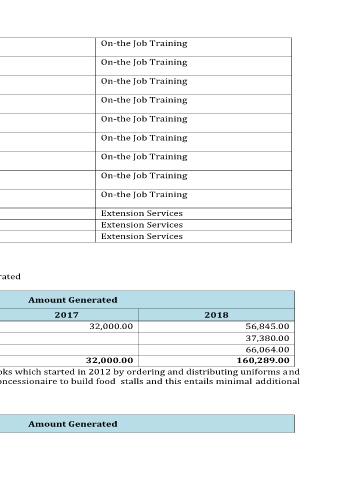 On-the Job Training
On-the Job Training
On-the Job Training
On-the Job Training
On-the Job Training
On-the Job Training
On-the Job Training
On-the Job Training
On-the Job Training
Extension Services
Extension Services
Extension Services
rated
Amount Generated
2017 2018
32,000.00 56,845.00
37,380.00
66,064.00
32,000.00 160,289.00
oks which started in 2012 by ordering and distributing uniforms and
oncessionaire to build food stalls and this entails minimal additional
Amount Generated